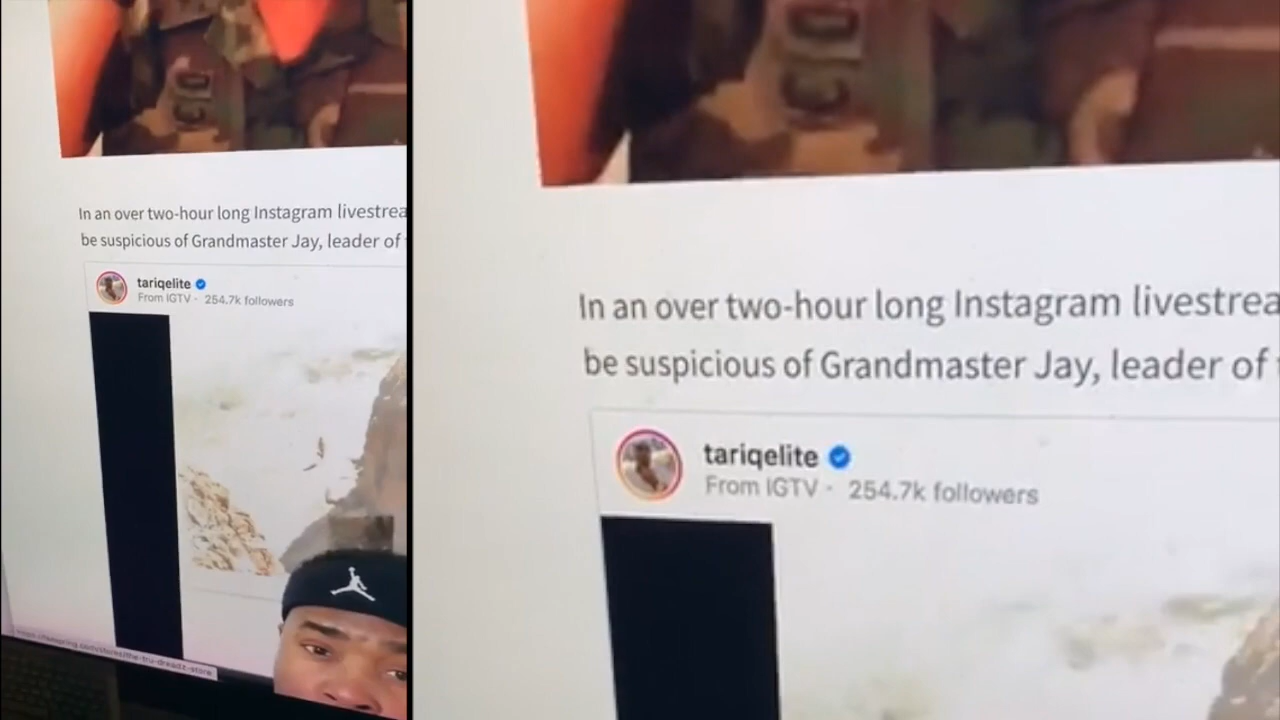 In an over two-hour long Instagram livestrea
be suspicious of Grandmaster Jay, leader of
tariqelite
From IGTV · 254.7k followers
In an over two-hour long Instagram livestrea
be suspicious of Grandmaster Jay, leader of
tariqelite
From IGTV · 254.7k followers